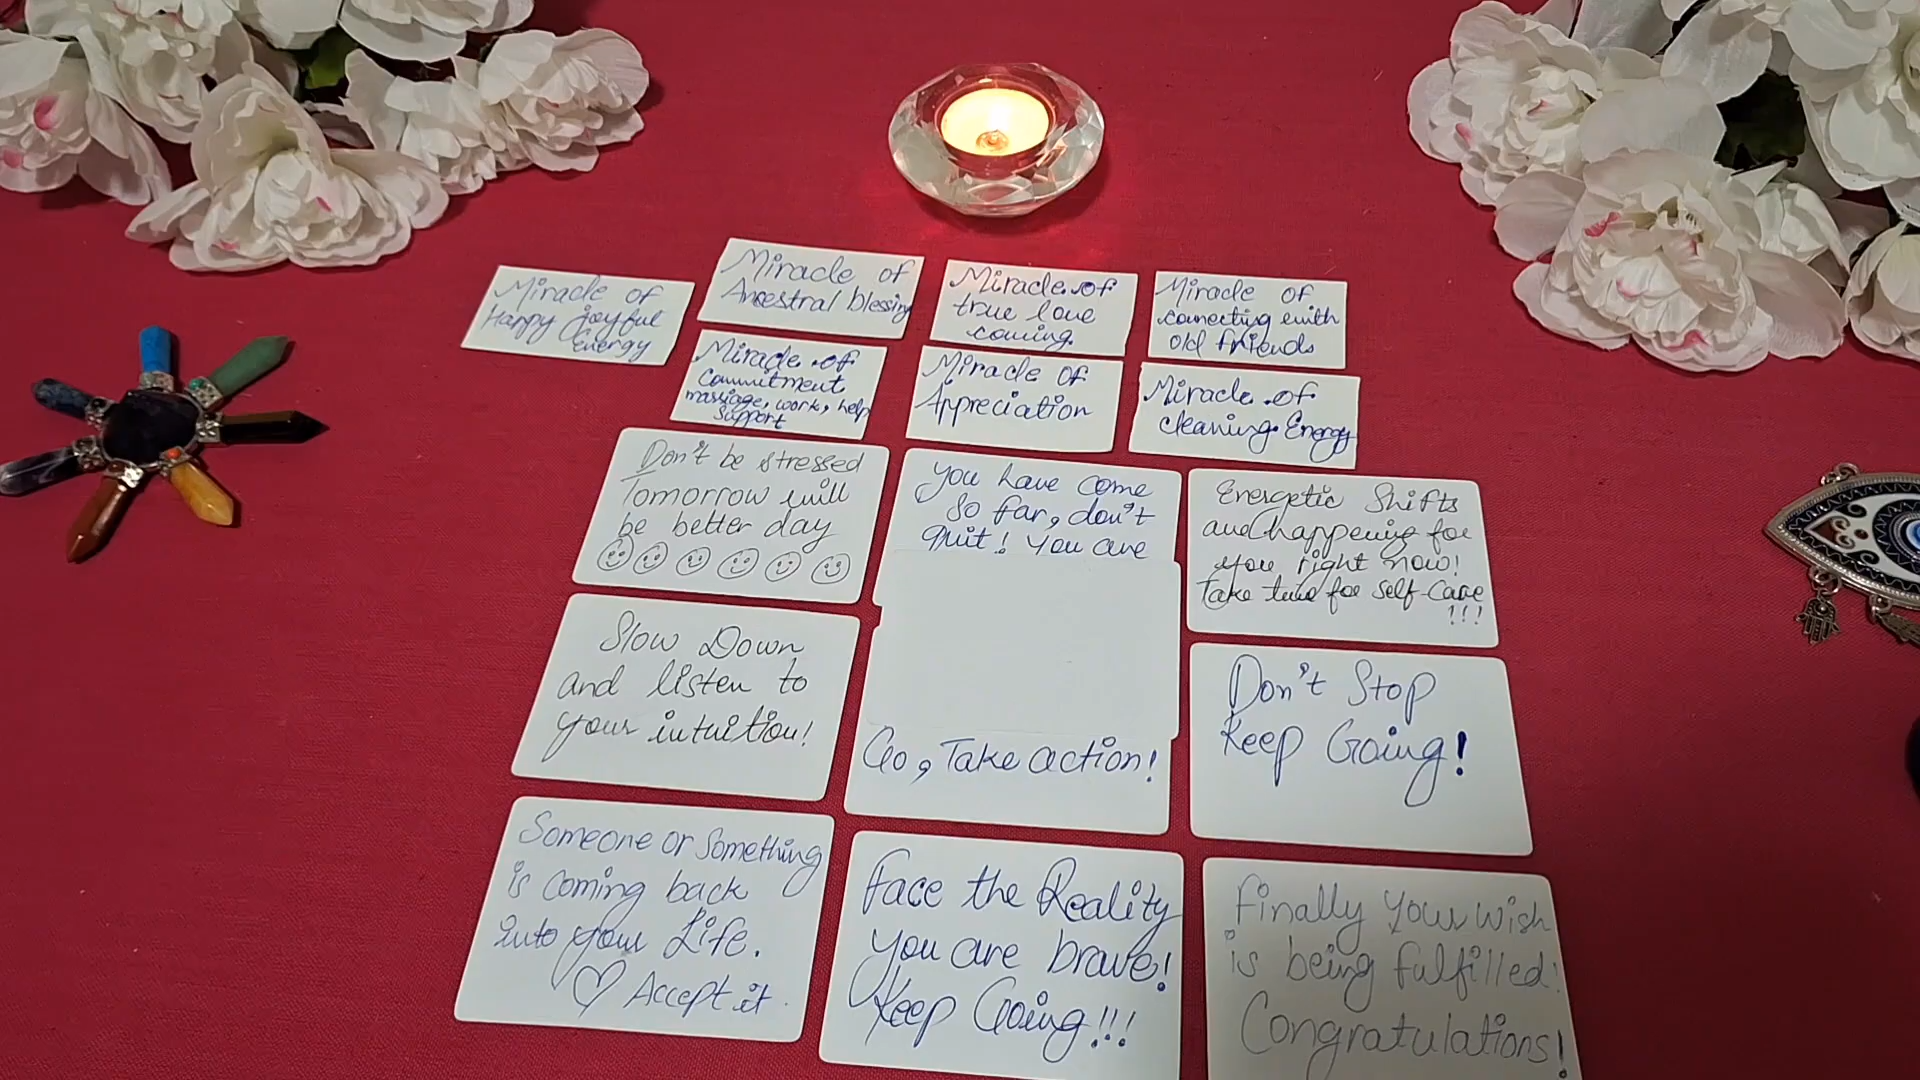 Miracle of
Happy joyful
Energy
Miracle of
Ancestral blessing
Miracle of
true love
coming
Miracle of
connecting with
old friends
Miracle of
Commitment
massiage, work, help
Support
Miracle of
Appreciation
Miracle of
cleaning Energy
Don't be stressed
Tomorrow will
be better day
You have come
so far, don't
quit! You are
Energetic Shifts
are happening for
you right now!
Take time for self-care
!!!
Slow Down
and listen to
your intuition!
Go, Take action!
Don't Stop
Keep Going!
Someone or Something
is coming back
into your Life.
♡ Accept it.
Face the Reality
you are brave!
Keep Going!!!
Finally your wish
is being fulfilled!
Congratulations!